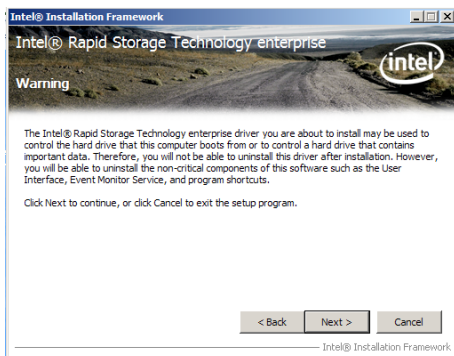 Intel® Installation Framework
Intel® Rapid Storage Technology enterprise
intel®
Warning
The Intel® Rapid Storage Technology enterprise driver you are about to install may be used to
control the hard drive that this computer boots from or to control a hard drive that contains
important data. Therefore, you will not be able to uninstall this driver after installation. However,
you will be able to uninstall the non-critical components of this software such as the User
Interface, Event Monitor Service, and program shortcuts.
Click Next to continue, or click Cancel to exit the setup program.
< Back Next > Cancel
Intel® Installation Framework